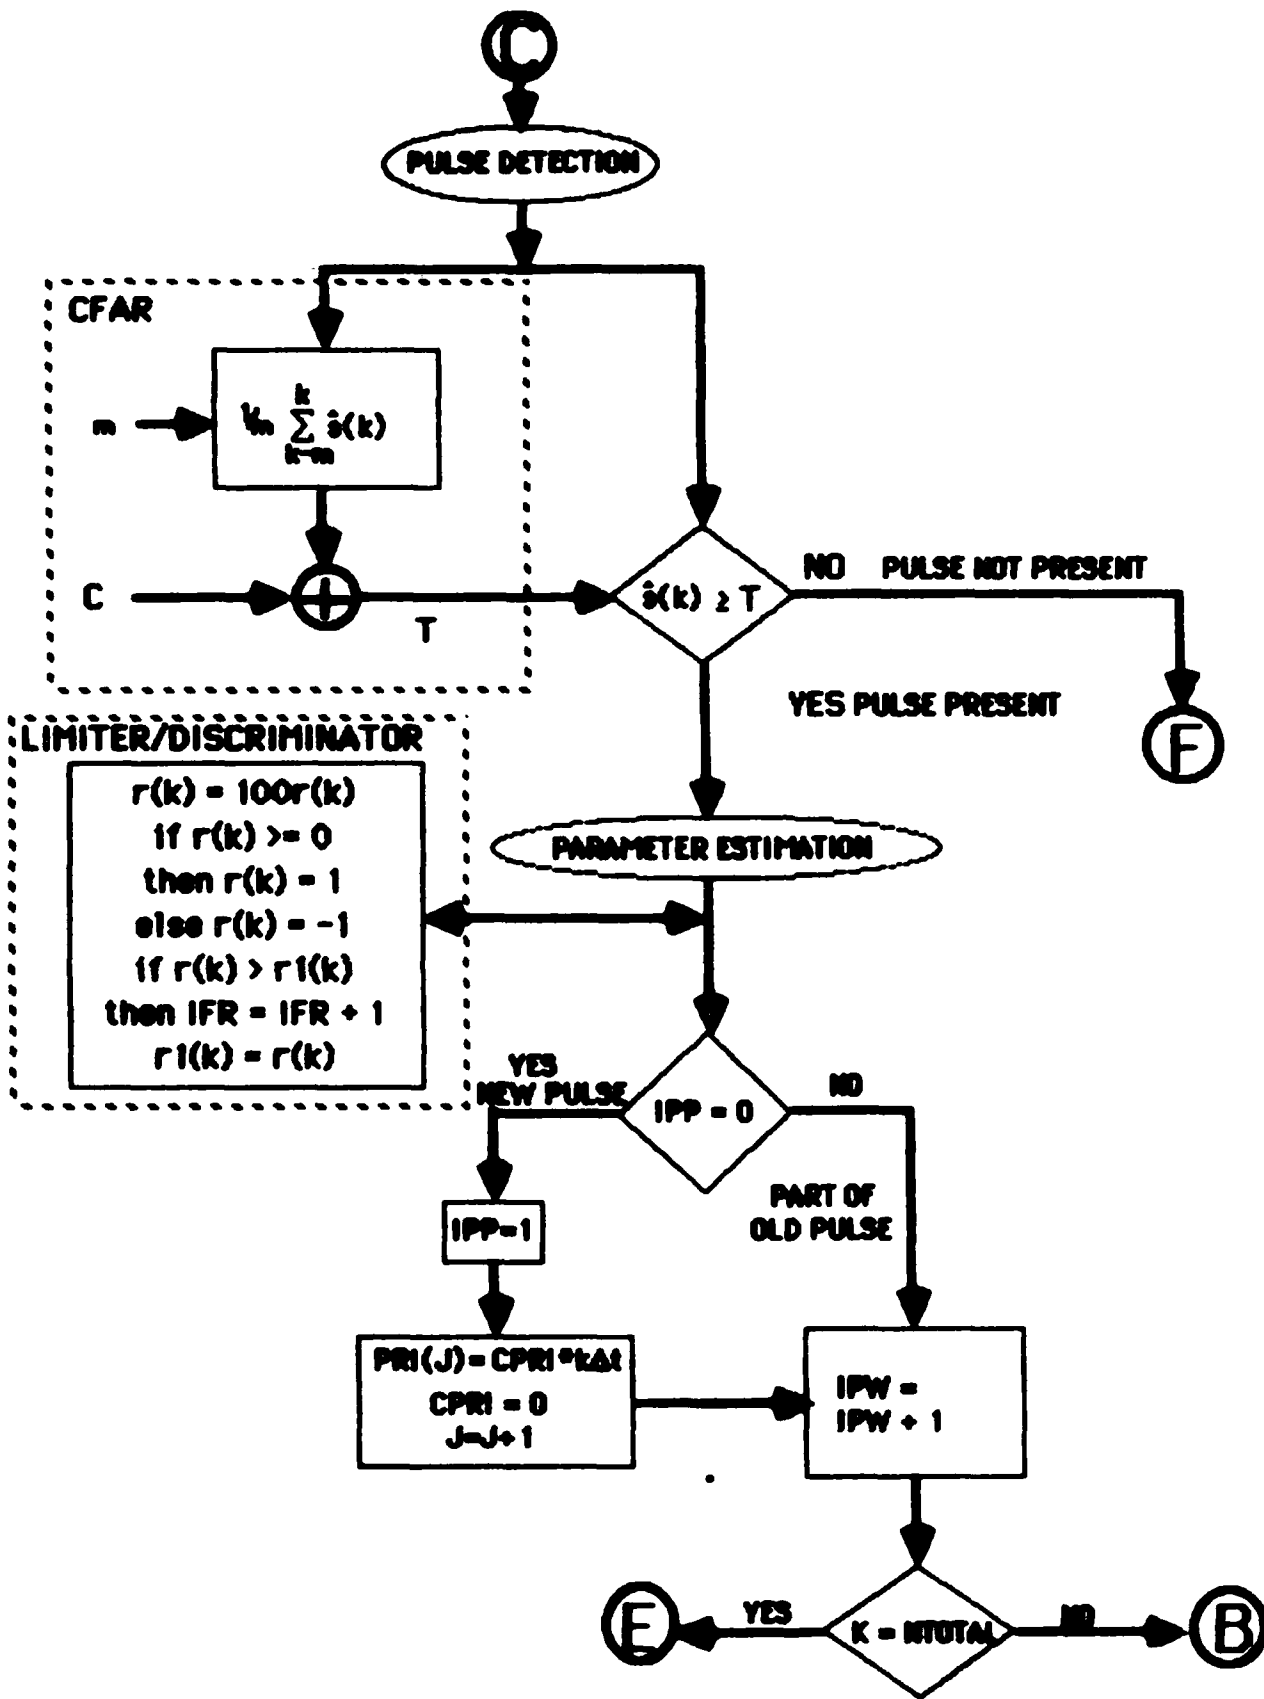 C
PULSE DETECTION
CFAR
m
1/m Σ ŝ(k)
k
k-m
C
T
ŝ(k) ≥ T
NO PULSE NOT PRESENT
F
YES PULSE PRESENT
LIMITER/DISCRIMINATOR
r(k) = 100r(k)
if r(k) >= 0
then r(k) = 1
else r(k) = -1
if r(k) > r1(k)
then IFR = IFR + 1
r1(k) = r(k)
PARAMETER ESTIMATION
YES
NEW PULSE
IPP = 0
NO
PART OF
OLD PULSE
IPP=1
PRI(J)= CPRI*kΔt
CPRI = 0
J=J+1
IPW =
IPW + 1
E
YES
K = NTOTAL
NO
B